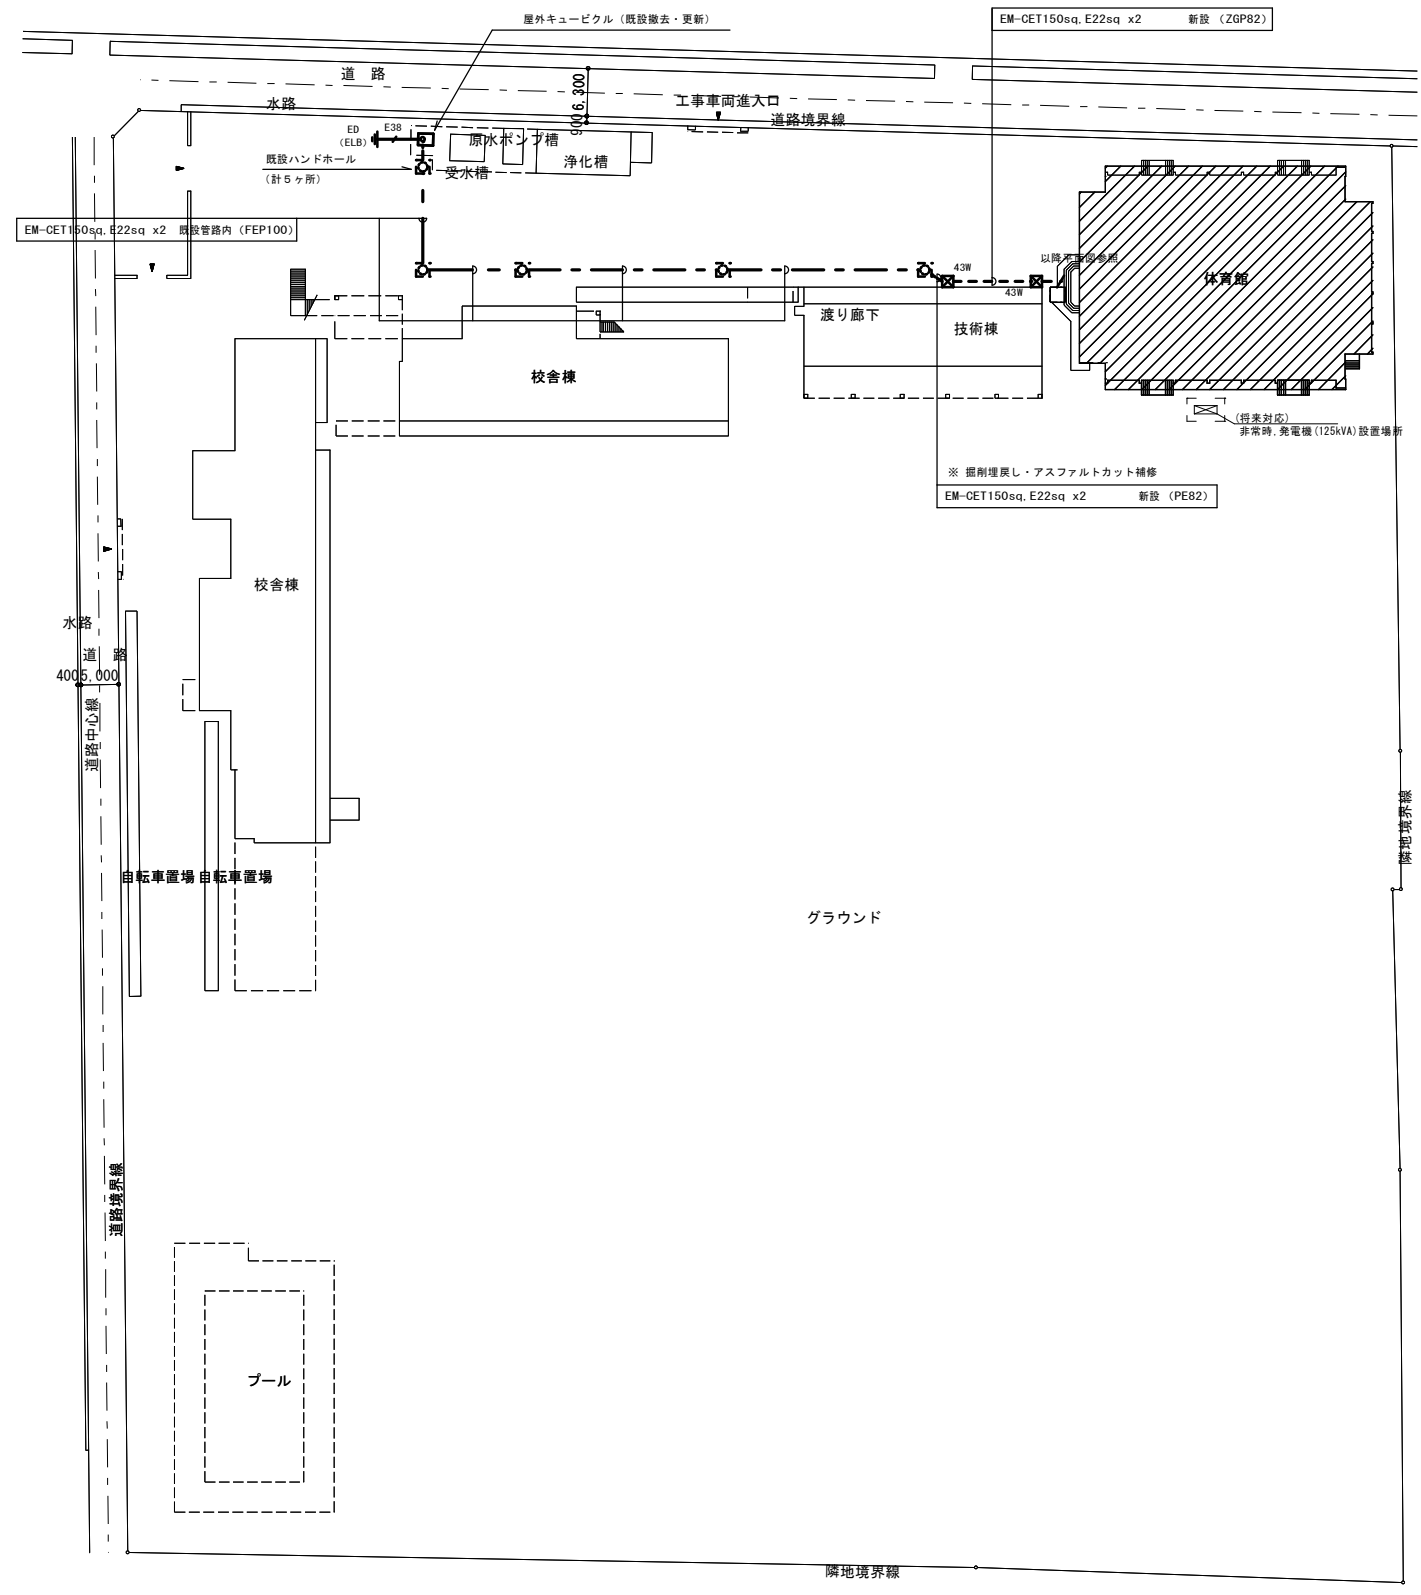 屋外キュービクル（既設撤去・更新）
EM-CET150sq, E22sq x2 新設 （ZGP82）
道 路
6,300
900
水路
工事車両進入口
道路境界線
ED
(ELB)
E38
原水ポンプ槽
浄化槽
既設ハンドホール
（計５ヶ所）
受水槽
EM-CET150sq, E22sq x2 既設管路内（FEP100）
43W
43W
以降平面図参照
体育館
渡り廊下
技術棟
校舎棟
(将来対応)
非常時,発電機(125kVA)設置場所
※ 掘削埋戻し・アスファルトカット補修
EM-CET150sq, E22sq x2 新設 （PE82）
校舎棟
水路
道 路
400
5,000
道路中心線
隣地境界線
自転車置場
自転車置場
グラウンド
道路境界線
プール
隣地境界線